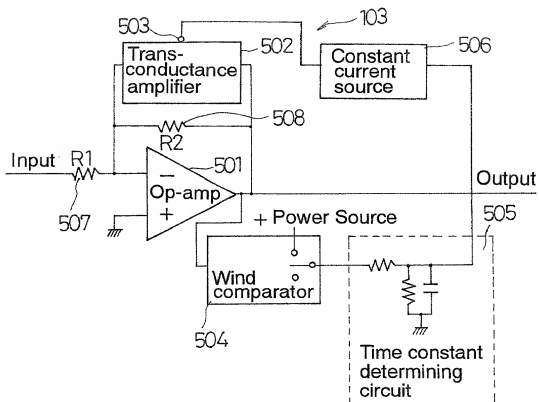 103
503
Trans-
conductance
amplifier
502
Constant
current
source
506
508
R2
Input
R1
501
Op-amp
−
+
507
Output
+ Power Source
505
Wind
comparator
504
Time constant
determining
circuit